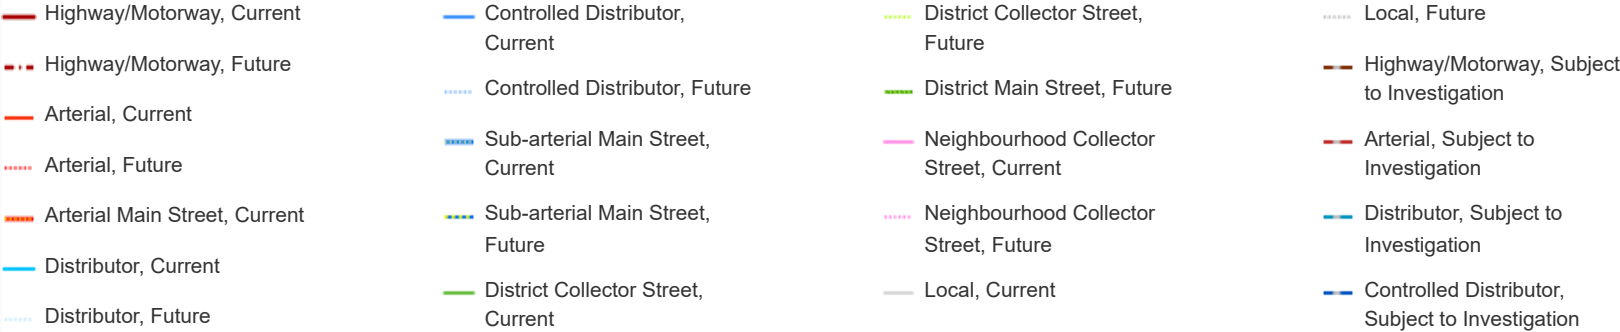 Highway/Motorway, Current
Highway/Motorway, Future
Arterial, Current
Arterial, Future
Arterial Main Street, Current
Distributor, Current
Distributor, Future
Controlled Distributor,
Current
Controlled Distributor, Future
Sub-arterial Main Street,
Current
Sub-arterial Main Street,
Future
District Collector Street,
Current
District Collector Street,
Future
District Main Street, Future
Neighbourhood Collector
Street, Current
Neighbourhood Collector
Street, Future
Local, Current
Local, Future
Highway/Motorway, Subject
to Investigation
Arterial, Subject to
Investigation
Distributor, Subject to
Investigation
Controlled Distributor,
Subject to Investigation